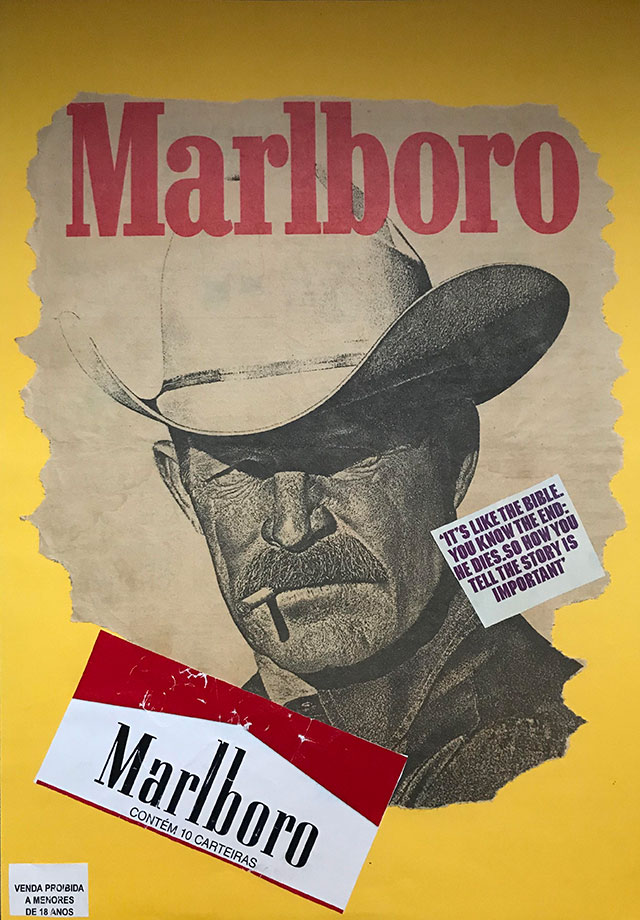 Marlboro
'IT'S LIKE THE BIBLE.
YOU KNOW THE END:
HE DIES. SO HOW YOU
TELL THE STORY IS
IMPORTANT'
Marlboro
CONTÉM 10 CARTEIRAS
VENDA PROIBIDA
A MENORES
DE 18 ANOS